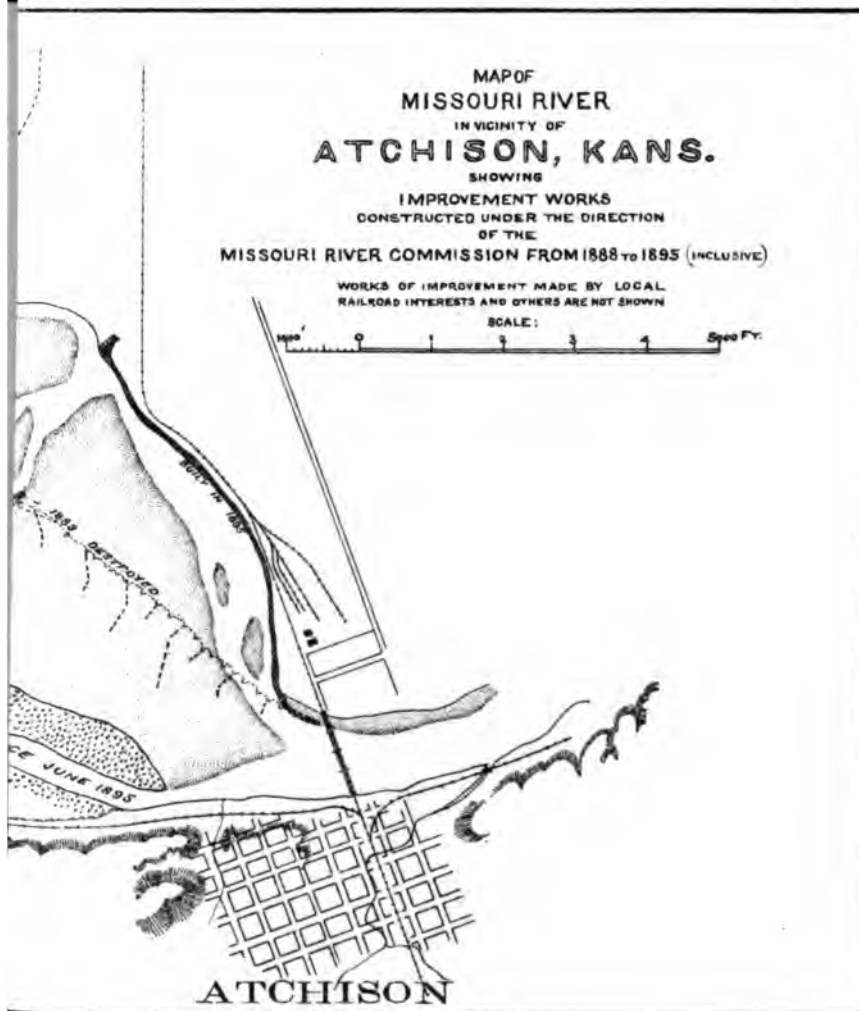 MAP OF
MISSOURI RIVER
IN VICINITY OF
ATCHISON, KANS.
SHOWING
IMPROVEMENT WORKS
CONSTRUCTED UNDER THE DIRECTION
OF THE
MISSOURI RIVER COMMISSION FROM 1888 TO 1895 (INCLUSIVE)
WORKS OF IMPROVEMENT MADE BY LOCAL
RAILROAD INTERESTS AND OTHERS ARE NOT SHOWN
SCALE:
1000' 0 1 2 3 4 5000 FT.
BUILT IN 1885
DESTROYED
CE JUNE 1895
ATCHISON